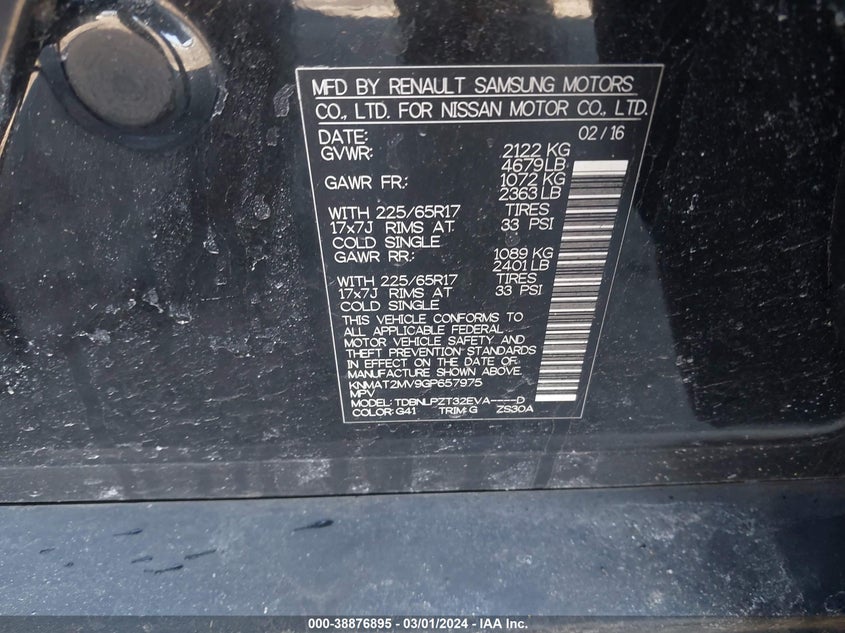 MFD BY RENAULT SAMSUNG MOTORS
CO., LTD. FOR NISSAN MOTOR CO., LTD.
DATE: 02/16
GVWR: 2122 KG
4679 LB
GAWR FR.: 1072 KG
2363 LB
WITH 225/65R17 TIRES
17x7J RIMS AT 33 PSI
COLD SINGLE
GAWR RR.: 1089 KG
2401 LB
WITH 225/65R17 TIRES
17x7J RIMS AT 33 PSI
COLD SINGLE
THIS VEHICLE CONFORMS TO
ALL APPLICABLE FEDERAL
MOTOR VEHICLE SAFETY AND
THEFT PREVENTION STANDARDS
IN EFFECT ON THE DATE OF
MANUFACTURE SHOWN ABOVE.
KNMAT2MV9GP657975
MPV
MODEL: TDBNLPZT32EVA----D
COLOR: G41 TRIM: G ZS30A
000-38876895 - 03/01/2024 - IAA Inc.